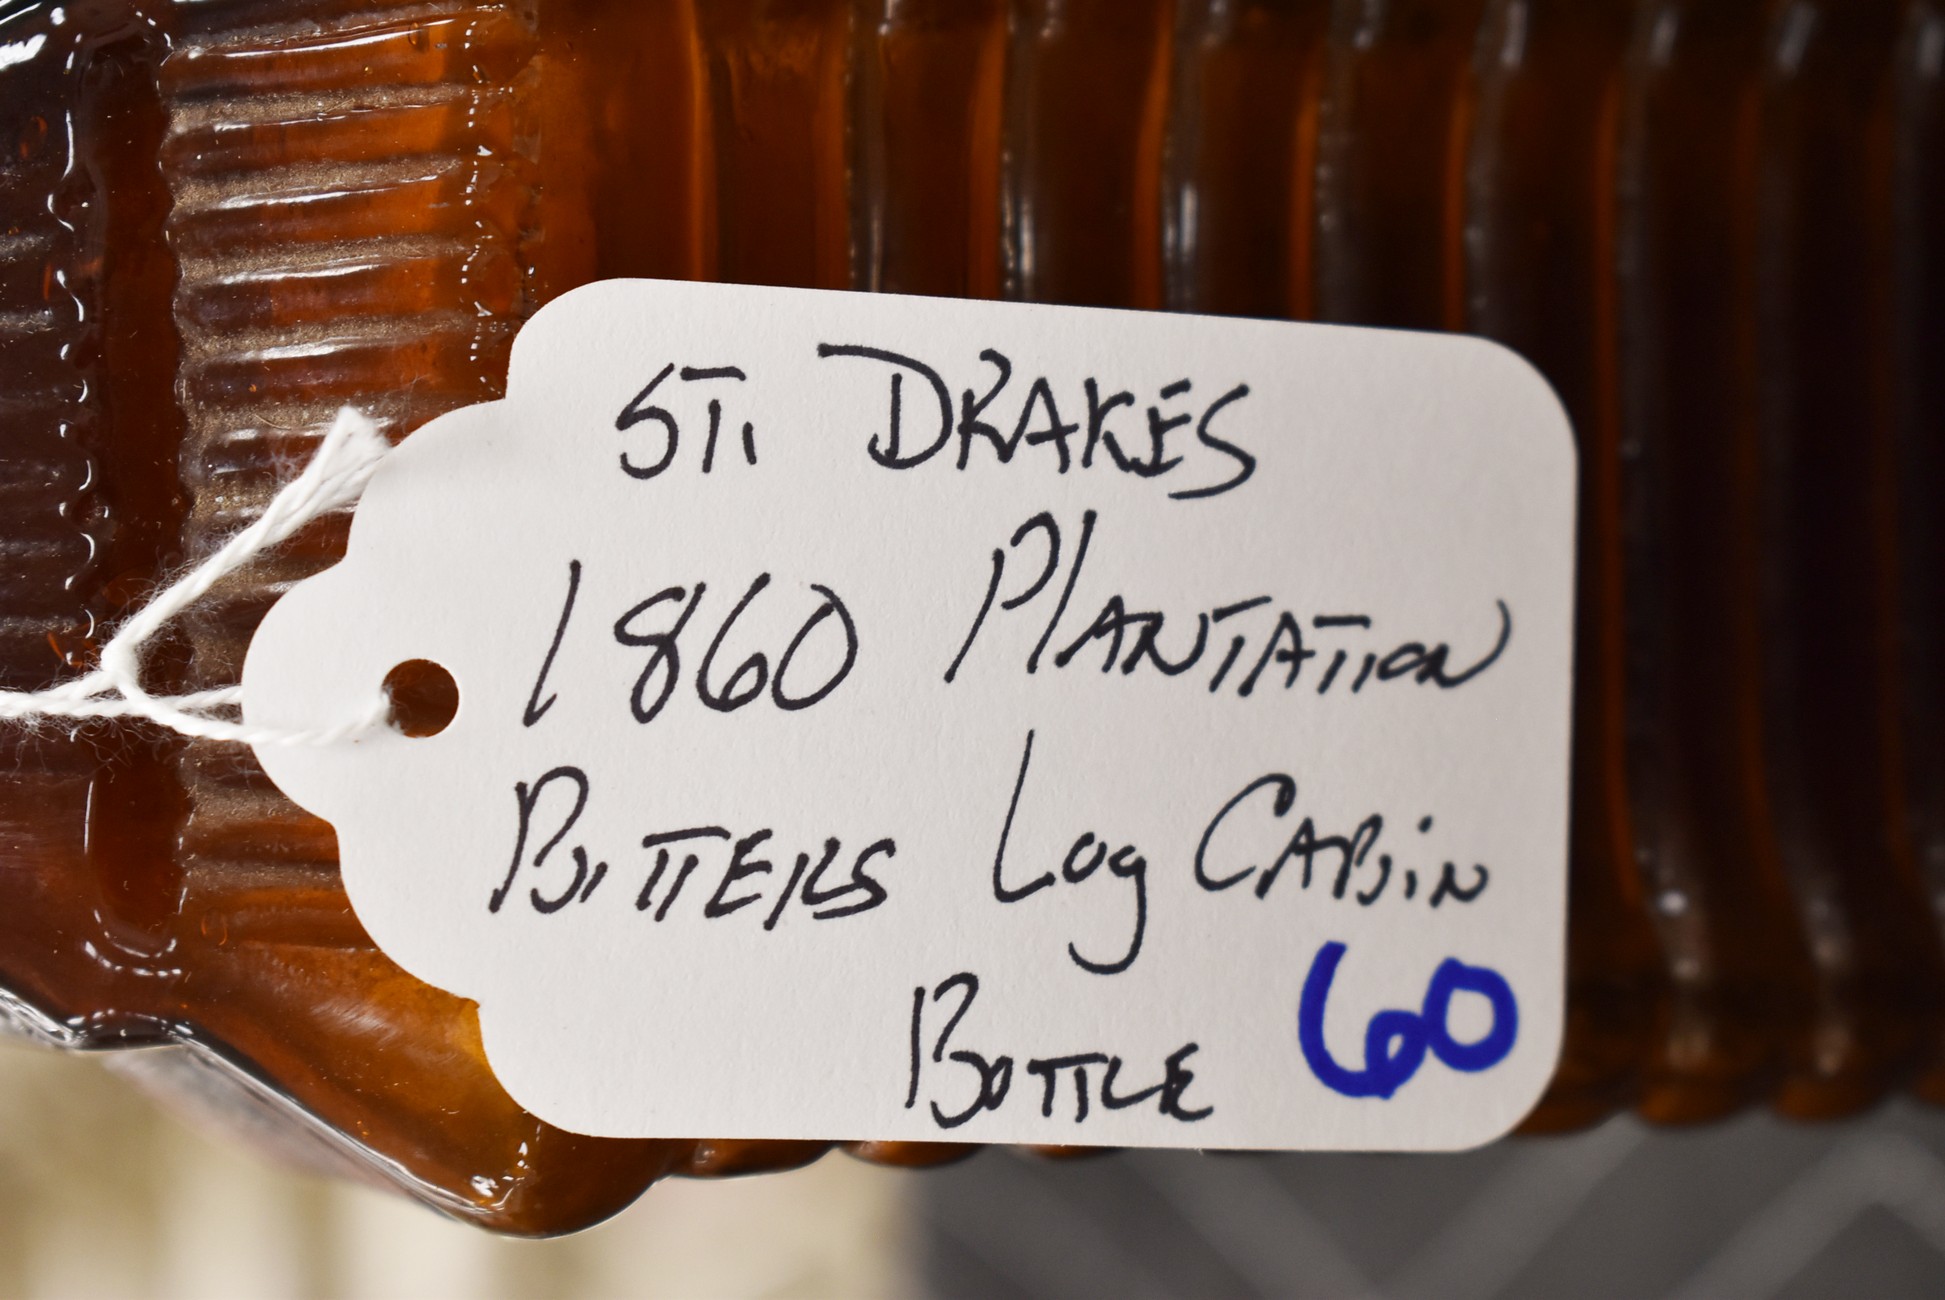 ST. DRAKES
1860 PLANTATION
BITTERS Log CABiN
BOTTLE 60